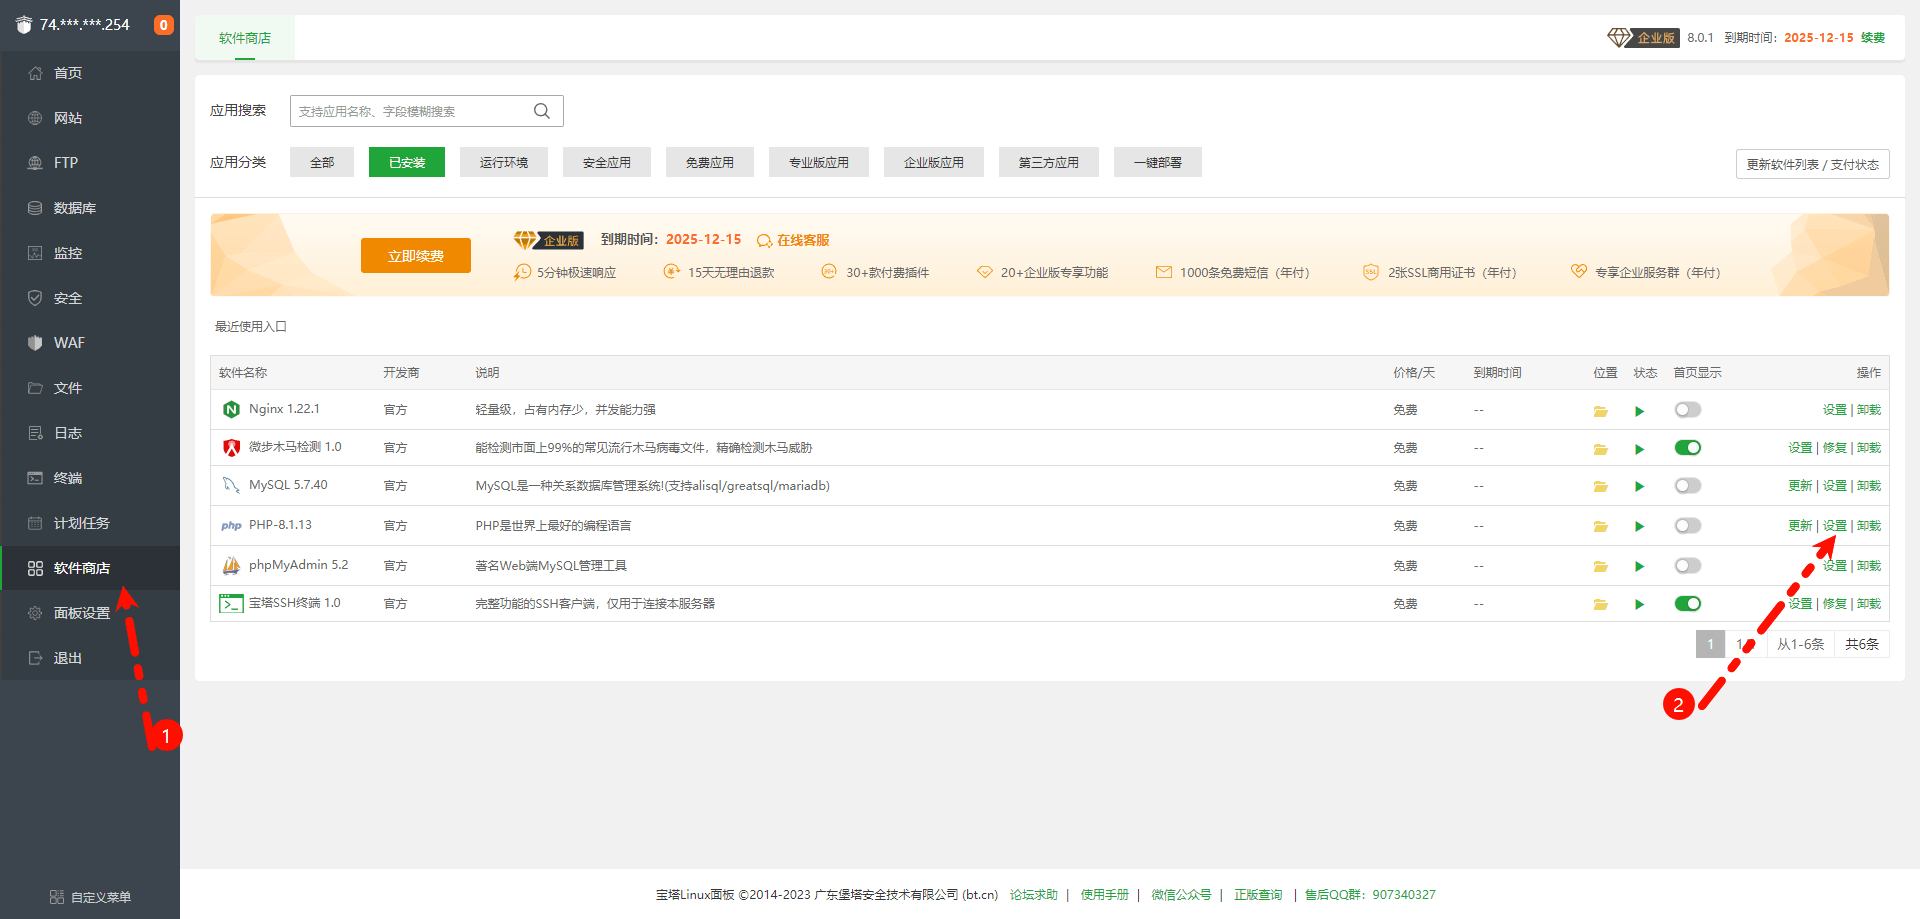 74.***.***.254 0
首页
网站
FTP
数据库
监控
安全
WAF
文件
日志
终端
计划任务
软件商店
面板设置
退出
1
自定义菜单
软件商店
企业版 8.0.1 到期时间：2025-12-15 续费
应用搜索 支持应用名称、字段模糊搜索
应用分类 全部 已安装 运行环境 安全应用 免费应用 专业版应用 企业版应用 第三方应用 一键部署
更新软件列表 / 支付状态
立即续费
企业版 到期时间：2025-12-15 在线客服
5分钟极速响应 15天无理由退款 30+款付费插件 20+企业版专享功能 1000条免费短信（年付） 2张SSL商用证书（年付） 专享企业服务群（年付）
最近使用入口
软件名称 开发商 说明 价格/天 到期时间 位置 状态 首页显示 操作
Nginx 1.22.1 官方 轻量级，占有内存少，并发能力强 免费 -- 设置 | 卸载
微步木马检测 1.0 官方 能检测市面上99%的常见流行木马病毒文件，精确检测木马威胁 免费 -- 设置 | 修复 | 卸载
MySQL 5.7.40 官方 MySQL是一种关系数据库管理系统!(支持alisql/greatsql/mariadb) 免费 -- 更新 | 设置 | 卸载
php PHP-8.1.13 官方 PHP是世界上最好的编程语言 免费 -- 更新 | 设置 | 卸载
phpMyAdmin 5.2 官方 著名Web端MySQL管理工具 免费 -- 设置 | 卸载
宝塔SSH终端 1.0 官方 完整功能的SSH客户端，仅用于连接本服务器 免费 -- 设置 | 修复 | 卸载
1 从1-6条 共6条
2
宝塔Linux面板 ©2014-2023 广东堡塔安全技术有限公司 (bt.cn) 论坛求助 | 使用手册 | 微信公众号 | 正版查询 | 售后QQ群：907340327